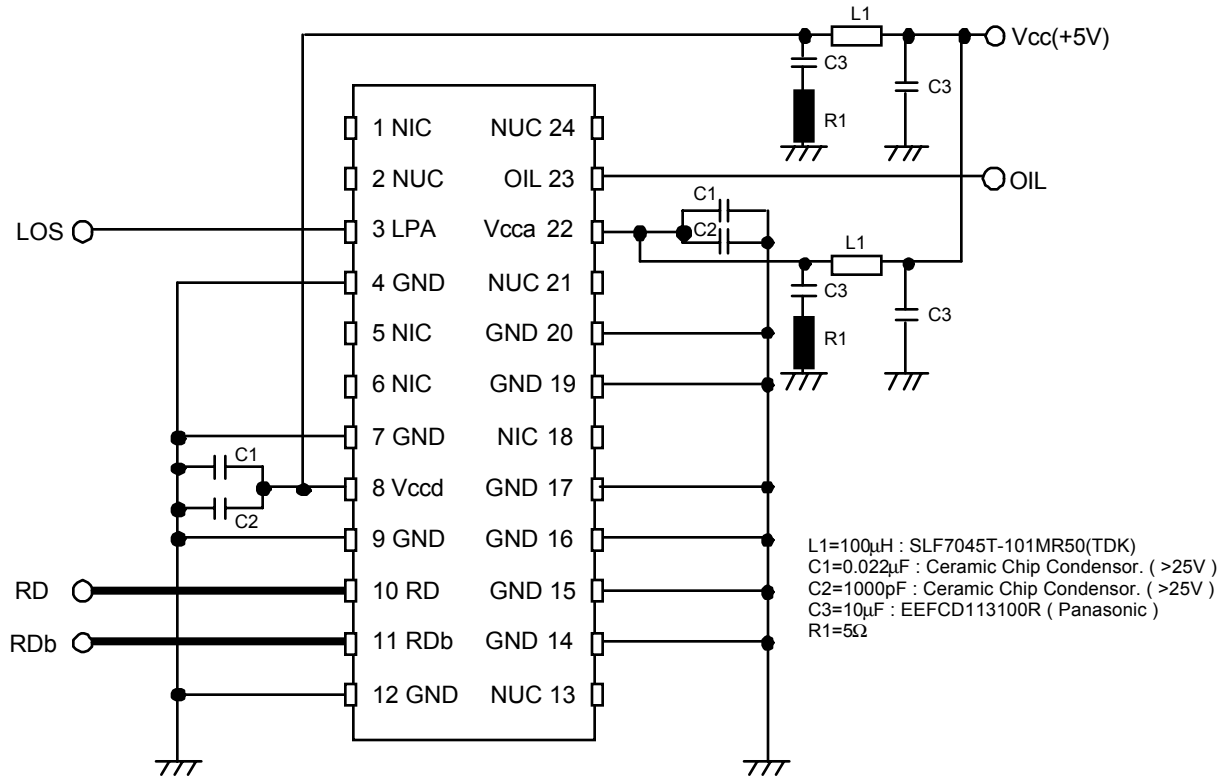 L1
Vcc(+5V)
C3
C3
R1
1 NIC
NUC 24
2 NUC
OIL 23
OIL
C1
LOS
3 LPA
Vcca 22
C2
L1
4 GND
NUC 21
C3
C3
5 NIC
GND 20
R1
6 NIC
GND 19
7 GND
NIC 18
C1
8 Vccd
GND 17
C2
9 GND
GND 16
L1=100μH : SLF7045T-101MR50(TDK)
C1=0.022μF : Ceramic Chip Condensor. ( >25V )
C2=1000pF : Ceramic Chip Condensor. ( >25V )
C3=10μF : EEFCD113100R ( Panasonic )
R1=5Ω
RD
10 RD
GND 15
RDb
11 RDb
GND 14
12 GND
NUC 13